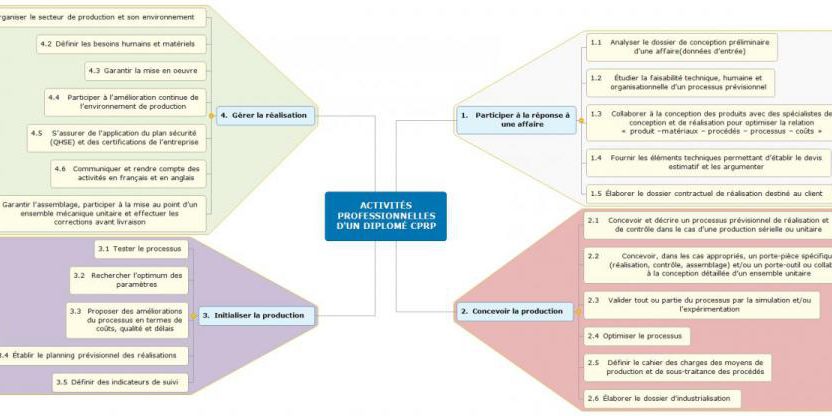 ACTIVITÉS
PROFESSIONNELLES
D'UN DIPLOMÉ CPRP
1. Participer à la réponse à
une affaire
1.1 Analyser le dossier de conception préliminaire
d'une affaire(données d'entrée)
1.2 Étudier la faisabilité technique, humaine et
organisationnelle d'un processus prévisionnel
1.3 Collaborer à la conception des produits avec des spécialistes de
conception et de réalisation pour optimiser la relation
« produit –matériaux – procédés – processus – coûts »
1.4 Fournir les éléments techniques permettant d'établir le devis
estimatif et les argumenter
1.5 Élaborer le dossier contractuel de réalisation destiné au client
2. Concevoir la production
2.1 Concevoir et décrire un processus prévisionnel de réalisation et
de contrôle dans le cas d'une production sérielle ou unitaire
2.2 Concevoir, dans les cas appropriés, un porte-pièce spécifiqu
(réalisation, contrôle, assemblage) et/ou un porte-outil ou collab
à la conception détaillée d'un ensemble unitaire
2.3 Valider tout ou partie du processus par la simulation et/ou
l'expérimentation
2.4 Optimiser le processus
2.5 Définir le cahier des charges des moyens de
production et de sous-traitance des procédés
2.6 Élaborer le dossier d'industrialisation
3. Initialiser la production
3.1 Tester le processus
3.2 Rechercher l'optimum des
paramètres
3.3 Proposer des améliorations
du processus en termes de
coûts, qualité et délais
3.4 Établir le planning prévisionnel des réalisations
3.5 Définir des indicateurs de suivi
4. Gérer la réalisation
rganiser le secteur de production et son environnement
4.2 Définir les besoins humains et matériels
4.3 Garantir la mise en oeuvre
4.4 Participer à l'amélioration continue de
l'environnement de production
4.5 S'assurer de l'application du plan sécurité
(QHSE) et des certifications de l'entreprise
4.6 Communiquer et rendre compte des
activités en français et en anglais
Garantir l'assemblage, participer à la mise au point d'un
ensemble mécanique unitaire et effectuer les
corrections avant livraison